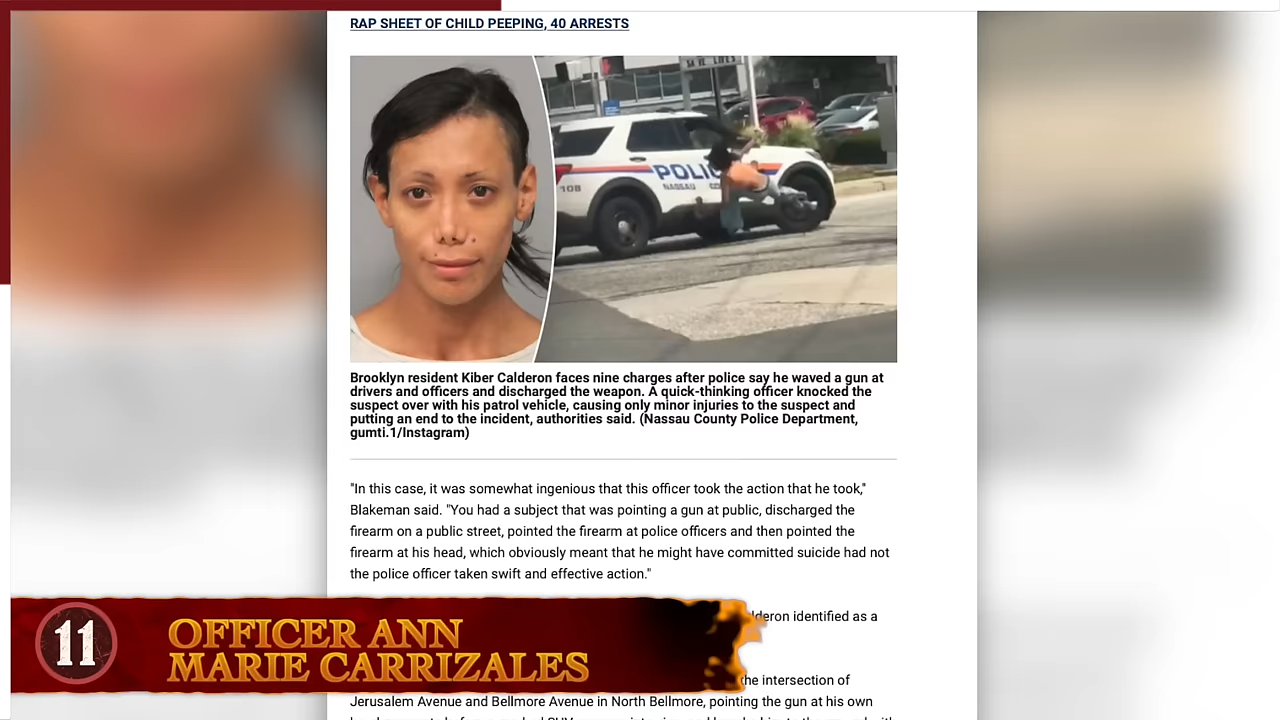 RAP SHEET OF CHILD PEEPING, 40 ARRESTS
SAVE LIVES
POLIC
NASSAU CO
108
Brooklyn resident Kiber Calderon faces nine charges after police say he waved a gun at
drivers and officers and discharged the weapon. A quick-thinking officer knocked the
suspect over with his patrol vehicle, causing only minor injuries to the suspect and
putting an end to the incident, authorities said. (Nassau County Police Department,
gumti.1/Instagram)
"In this case, it was somewhat ingenious that this officer took the action that he took,"
Blakeman said. "You had a subject that was pointing a gun at public, discharged the
firearm on a public street, pointed the firearm at police officers and then pointed the
firearm at his head, which obviously meant that he might have committed suicide had not
the police officer taken swift and effective action."
lderon identified as a
the intersection of
Jerusalem Avenue and Bellmore Avenue in North Bellmore, pointing the gun at his own
11
OFFICER ANN
MARIE CARRIZALES